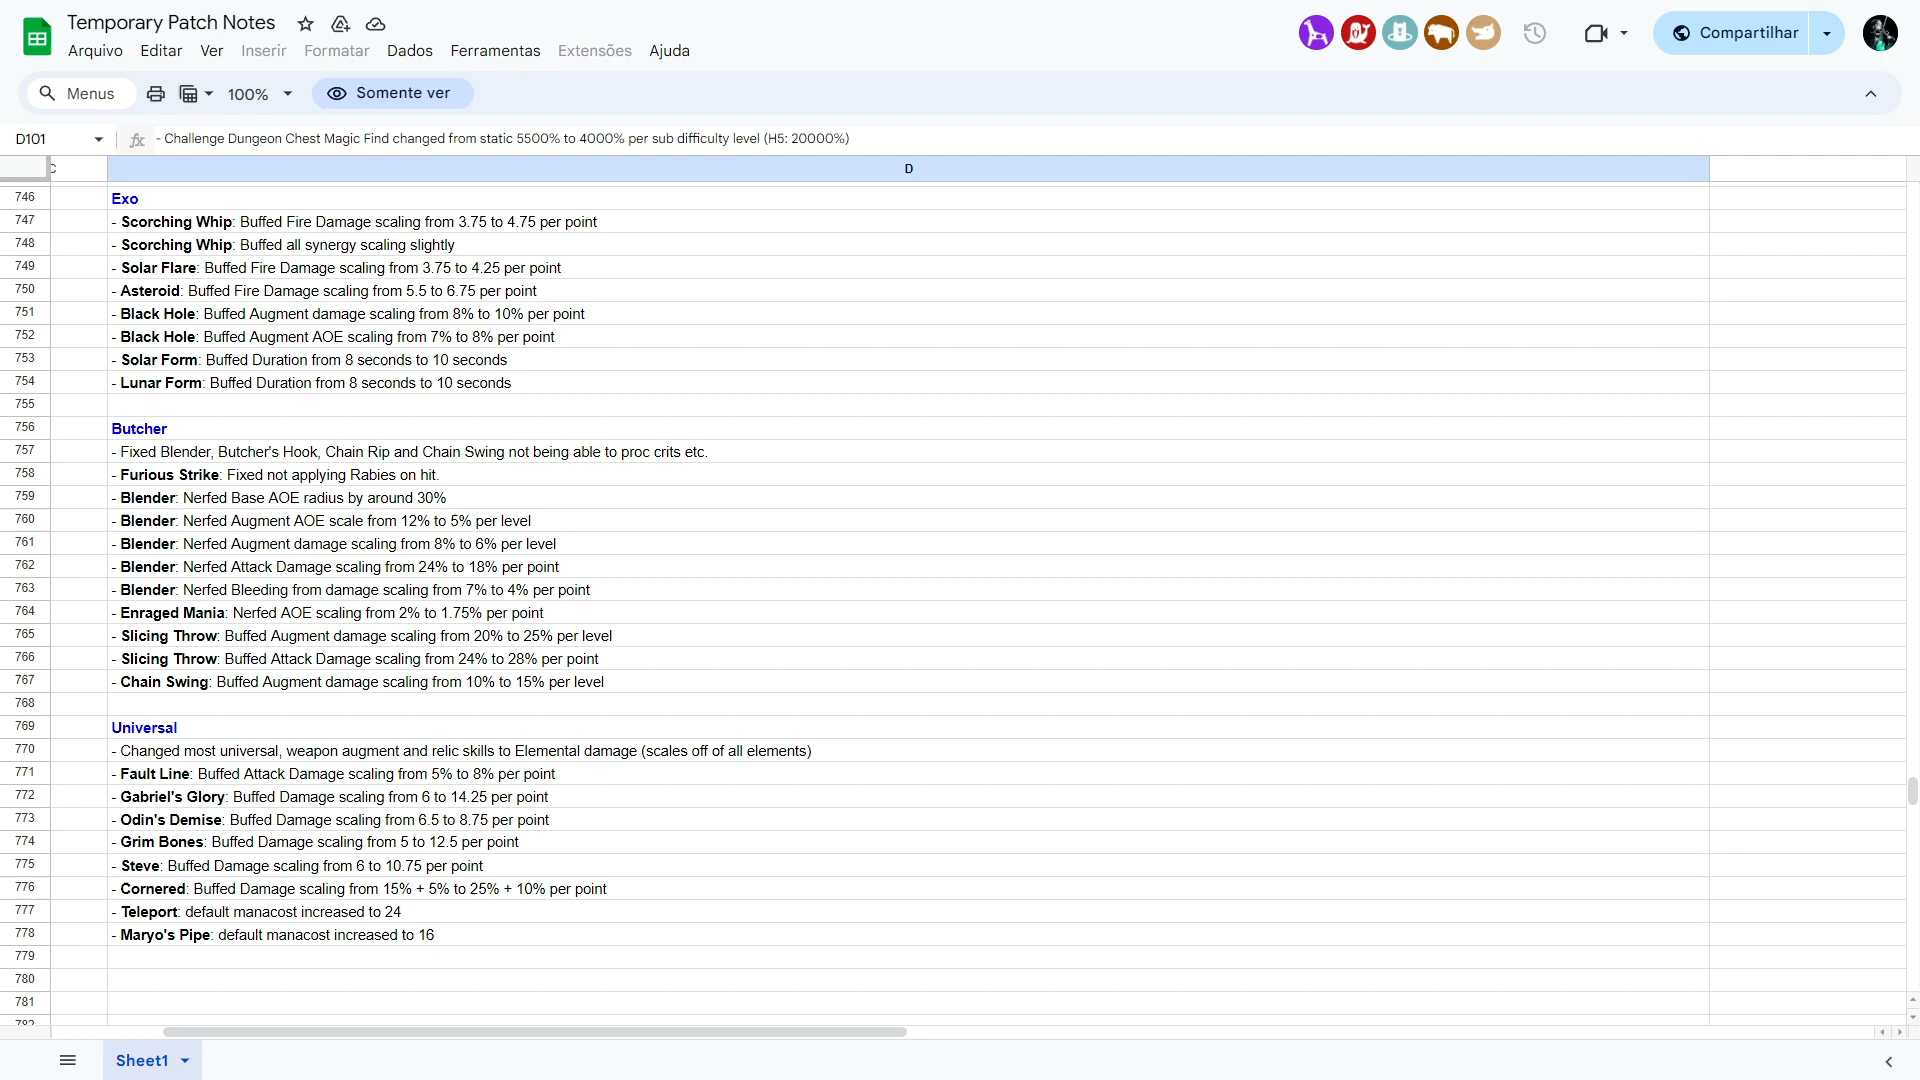 Temporary Patch Notes
Arquivo Editar Ver Inserir Formatar Dados Ferramentas Extensões Ajuda
Compartilhar
Menus 100% Somente ver
D101 fx - Challenge Dungeon Chest Magic Find changed from static 5500% to 4000% per sub difficulty level (H5: 20000%)
C D
746 Exo
747 - Scorching Whip: Buffed Fire Damage scaling from 3.75 to 4.75 per point
748 - Scorching Whip: Buffed all synergy scaling slightly
749 - Solar Flare: Buffed Fire Damage scaling from 3.75 to 4.25 per point
750 - Asteroid: Buffed Fire Damage scaling from 5.5 to 6.75 per point
751 - Black Hole: Buffed Augment damage scaling from 8% to 10% per point
752 - Black Hole: Buffed Augment AOE scaling from 7% to 8% per point
753 - Solar Form: Buffed Duration from 8 seconds to 10 seconds
754 - Lunar Form: Buffed Duration from 8 seconds to 10 seconds
755
756 Butcher
757 - Fixed Blender, Butcher's Hook, Chain Rip and Chain Swing not being able to proc crits etc.
758 - Furious Strike: Fixed not applying Rabies on hit.
759 - Blender: Nerfed Base AOE radius by around 30%
760 - Blender: Nerfed Augment AOE scale from 12% to 5% per level
761 - Blender: Nerfed Augment damage scaling from 8% to 6% per level
762 - Blender: Nerfed Attack Damage scaling from 24% to 18% per point
763 - Blender: Nerfed Bleeding from damage scaling from 7% to 4% per point
764 - Enraged Mania: Nerfed AOE scaling from 2% to 1.75% per point
765 - Slicing Throw: Buffed Augment damage scaling from 20% to 25% per level
766 - Slicing Throw: Buffed Attack Damage scaling from 24% to 28% per point
767 - Chain Swing: Buffed Augment damage scaling from 10% to 15% per level
768
769 Universal
770 - Changed most universal, weapon augment and relic skills to Elemental damage (scales off of all elements)
771 - Fault Line: Buffed Attack Damage scaling from 5% to 8% per point
772 - Gabriel's Glory: Buffed Damage scaling from 6 to 14.25 per point
773 - Odin's Demise: Buffed Damage scaling from 6.5 to 8.75 per point
774 - Grim Bones: Buffed Damage scaling from 5 to 12.5 per point
775 - Steve: Buffed Damage scaling from 6 to 10.75 per point
776 - Cornered: Buffed Damage scaling from 15% + 5% to 25% + 10% per point
777 - Teleport: default manacost increased to 24
778 - Maryo's Pipe: default manacost increased to 16
779
780
781
782
Sheet1